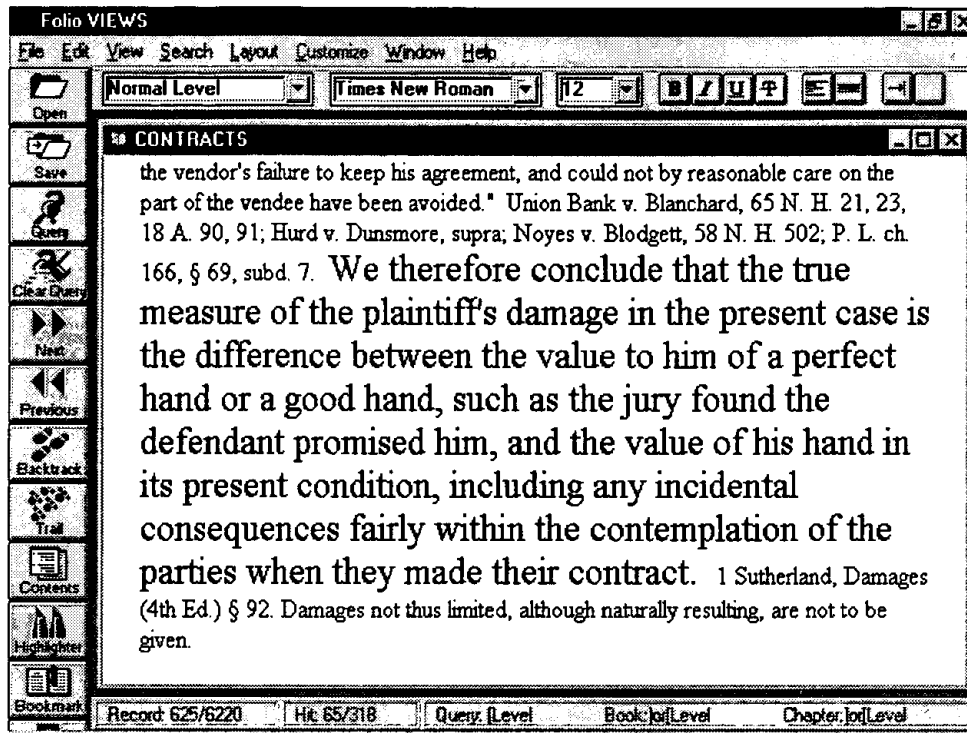 Folio VIEWS
File Edit View Search Layout Customize Window Help
Normal Level Times New Roman 12 B I U T
Open
Save
Query
Clear Query
Next
Previous
Backtrack
Trail
Contents
Highlighter
Bookmark
CONTRACTS
the vendor's failure to keep his agreement, and could not by reasonable care on the
part of the vendee have been avoided." Union Bank v. Blanchard, 65 N. H. 21, 23,
18 A. 90, 91; Hurd v. Dunsmore, supra; Noyes v. Blodgett, 58 N. H. 502; P. L. ch.
166, § 69, subd. 7. We therefore conclude that the true
measure of the plaintiff's damage in the present case is
the difference between the value to him of a perfect
hand or a good hand, such as the jury found the
defendant promised him, and the value of his hand in
its present condition, including any incidental
consequences fairly within the contemplation of the
parties when they made their contract. 1 Sutherland, Damages
(4th Ed.) § 92. Damages not thus limited, although naturally resulting, are not to be
given.
Record: 625/6220 Hit: 65/318 Query: [Level Book:]or[Level Chapter:]or[Level